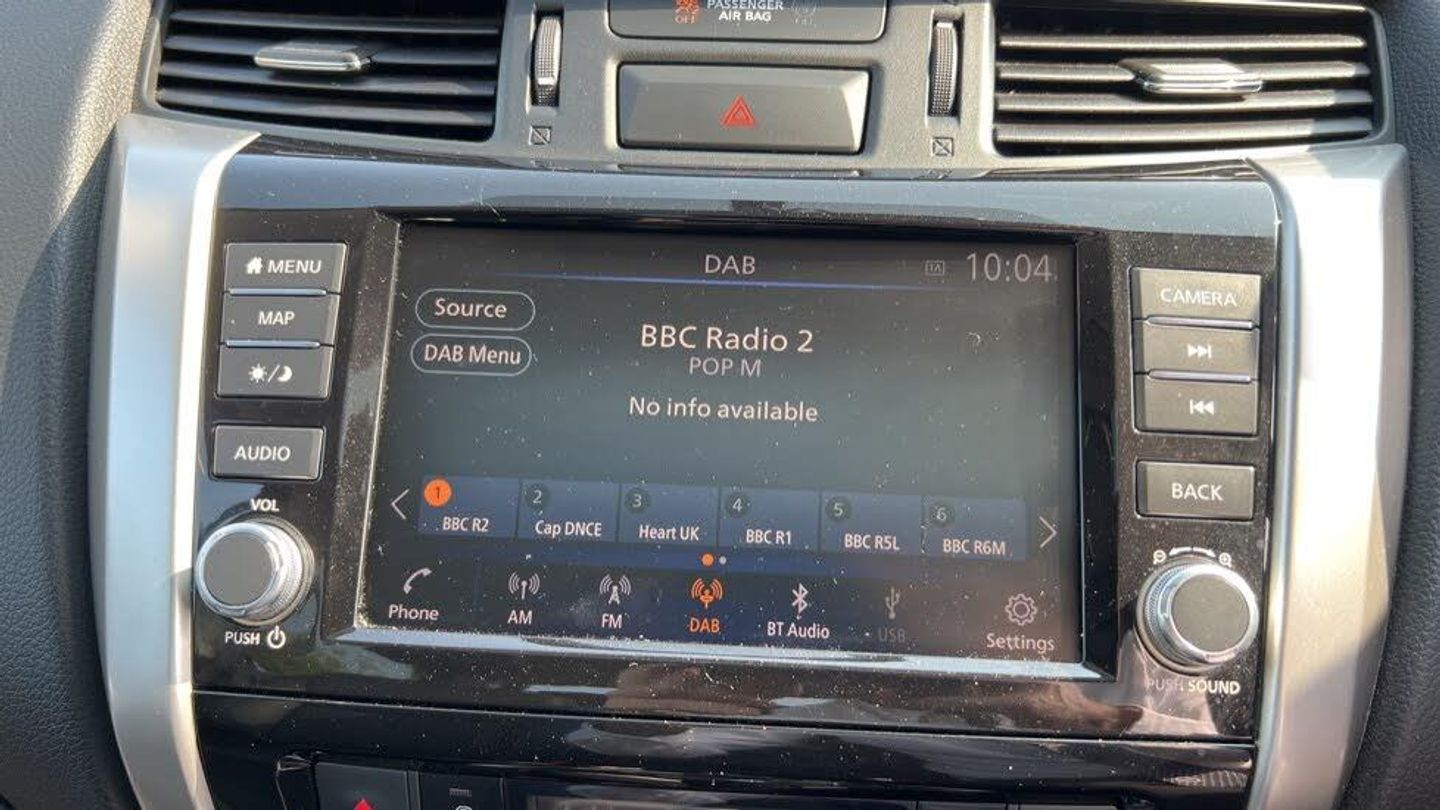 OFF PASSENGER
AIR BAG
MENU
MAP
AUDIO
VOL
PUSH
DAB
1A
10:04
Source
DAB Menu
BBC Radio 2
POP M
No info available
1 BBC R2
2 Cap DNCE
3 Heart UK
4 BBC R1
5 BBC R5L
6 BBC R6M
Phone
AM
FM
DAB
BT Audio
USB
Settings
CAMERA
BACK
PUSH SOUND